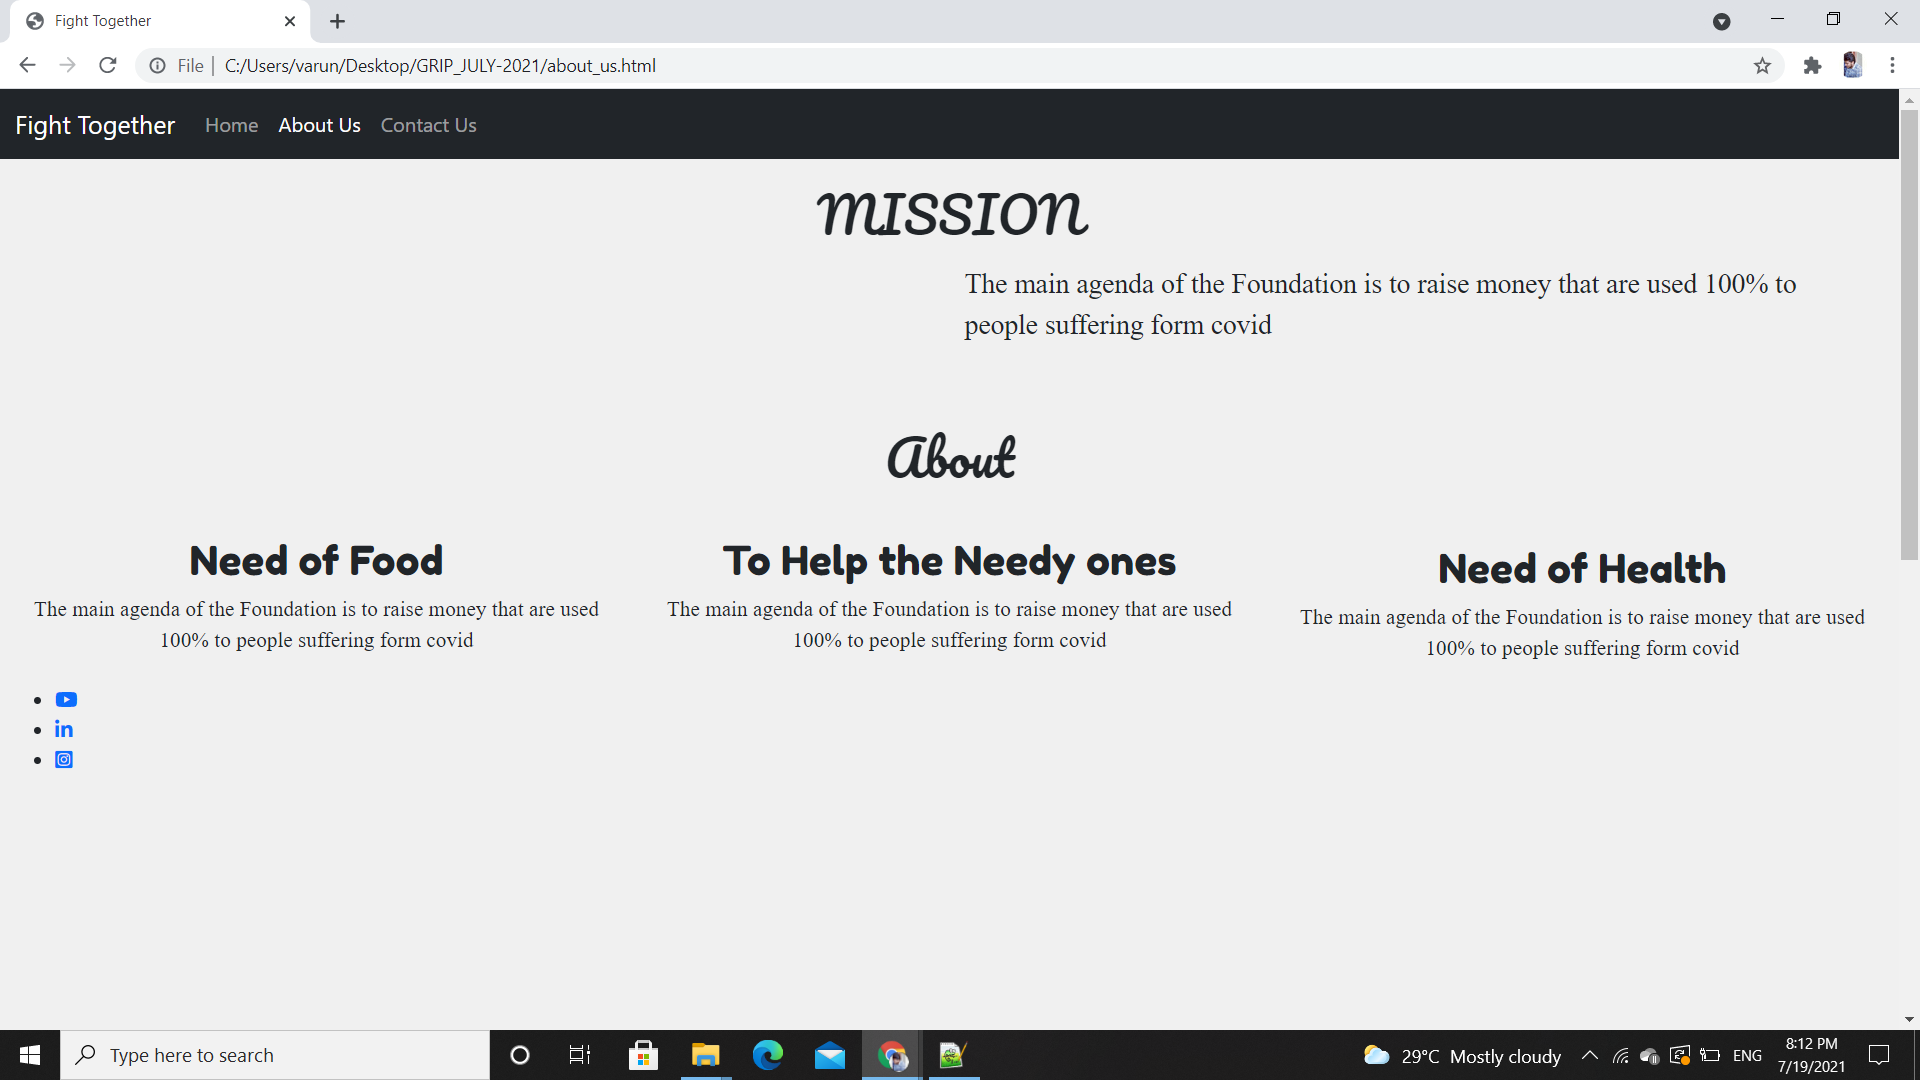 Fight Together
File | C:/Users/varun/Desktop/GRIP_JULY-2021/about_us.html
Fight Together Home About Us Contact Us
MISSION
The main agenda of the Foundation is to raise money that are used 100% to
people suffering form covid
About
Need of Food
The main agenda of the Foundation is to raise money that are used
100% to people suffering form covid
To Help the Needy ones
The main agenda of the Foundation is to raise money that are used
100% to people suffering form covid
Need of Health
The main agenda of the Foundation is to raise money that are used
100% to people suffering form covid
in
Type here to search
29°C Mostly cloudy
ENG
8:12 PM
7/19/2021